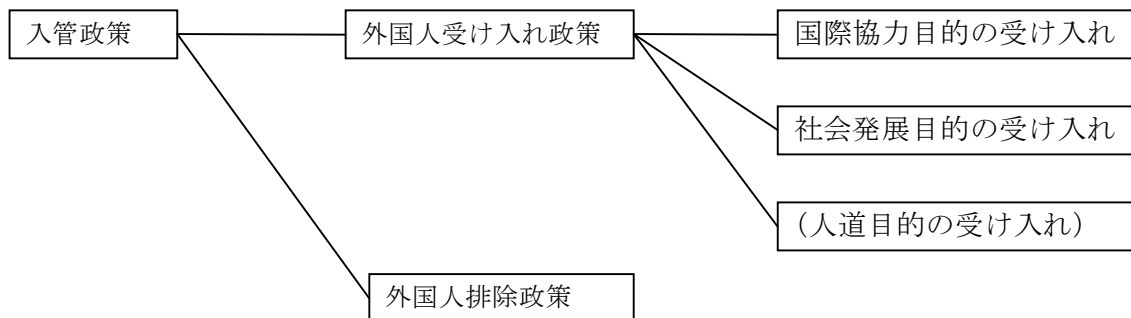 入管政策
外国人受け入れ政策
国際協力目的の受け入れ
社会発展目的の受け入れ
（人道目的の受け入れ）
外国人排除政策